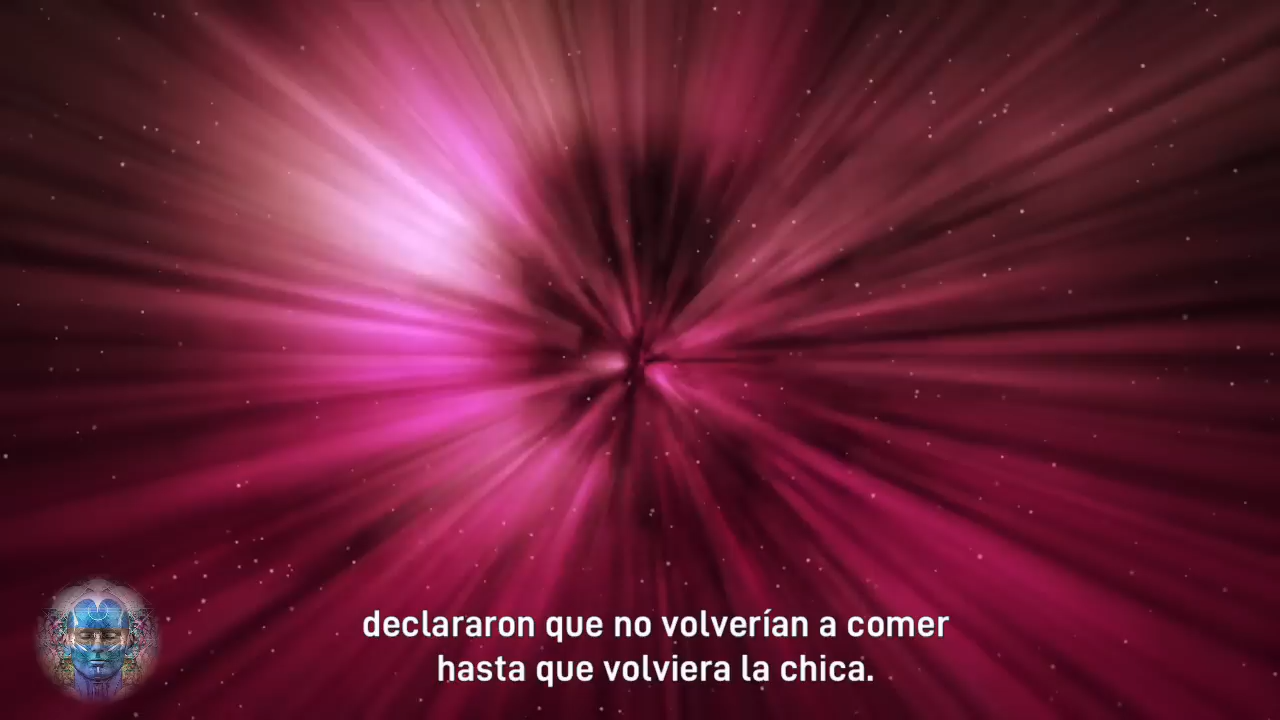 declararon que no volverían a comer
hasta que volviera la chica.